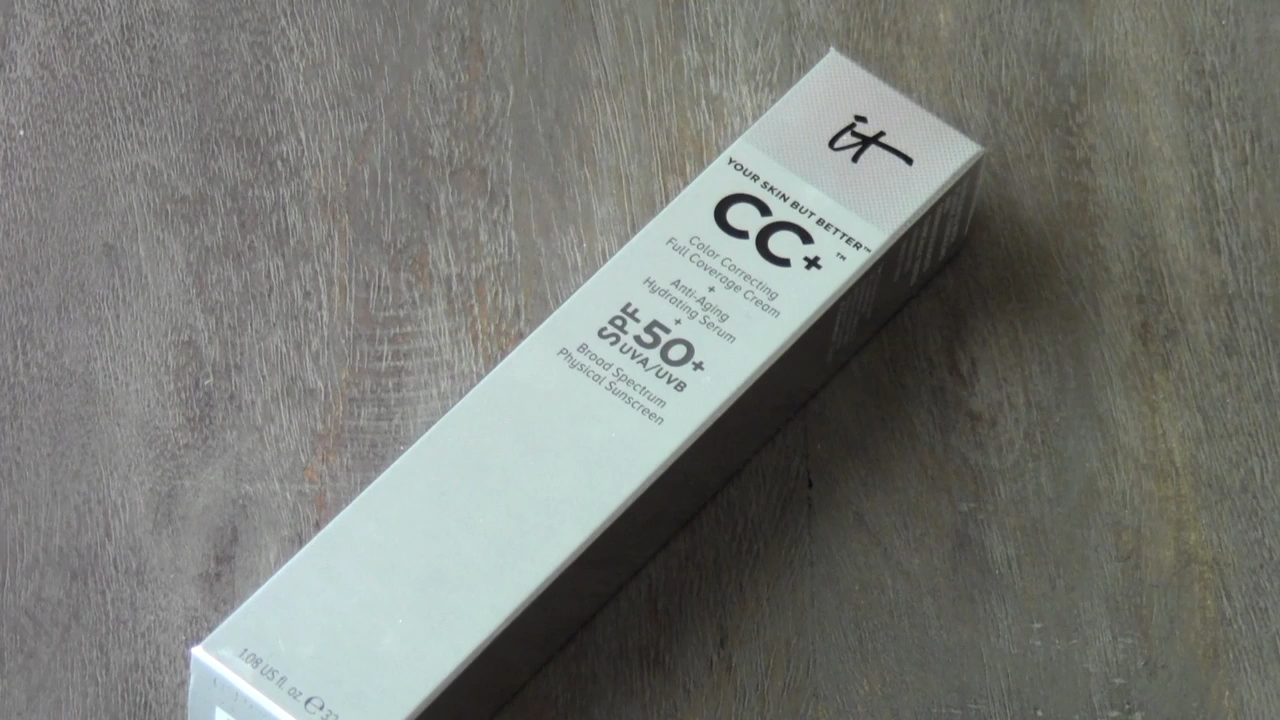 it
YOUR SKIN BUT BETTER™
CC+™
Color Correcting
Full Coverage Cream
+
Anti-Aging
Hydrating Serum
+
SPF 50+
UVA/UVB
Broad Spectrum
Physical Sunscreen
1.08 US fl. oz ℮ 32